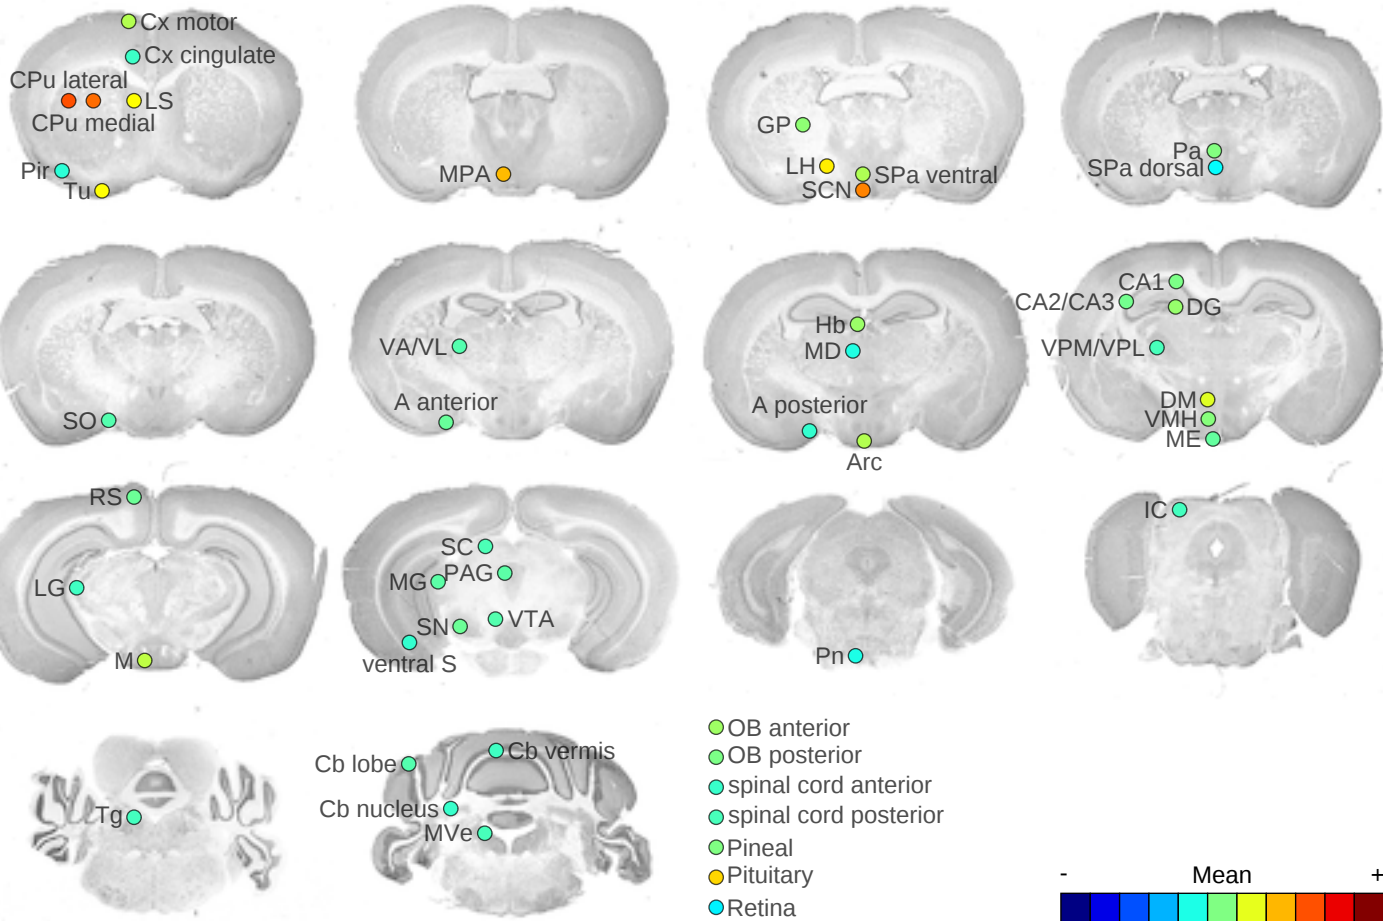 Cx motor
Cx cingulate
CPu lateral
LS
CPu medial
Pir
Tu
MPA
GP
LH
SPa ventral
SCN
Pa
SPa dorsal
SO
VA/VL
A anterior
Hb
MD
A posterior
Arc
CA1
CA2/CA3
DG
VPM/VPL
DM
VMH
ME
RS
LG
M
SC
MG
PAG
SN
VTA
ventral S
Pn
IC
Tg
Cb lobe
Cb vermis
Cb nucleus
MVe
OB anterior
OB posterior
spinal cord anterior
spinal cord posterior
Pineal
Pituitary
Retina
- Mean +